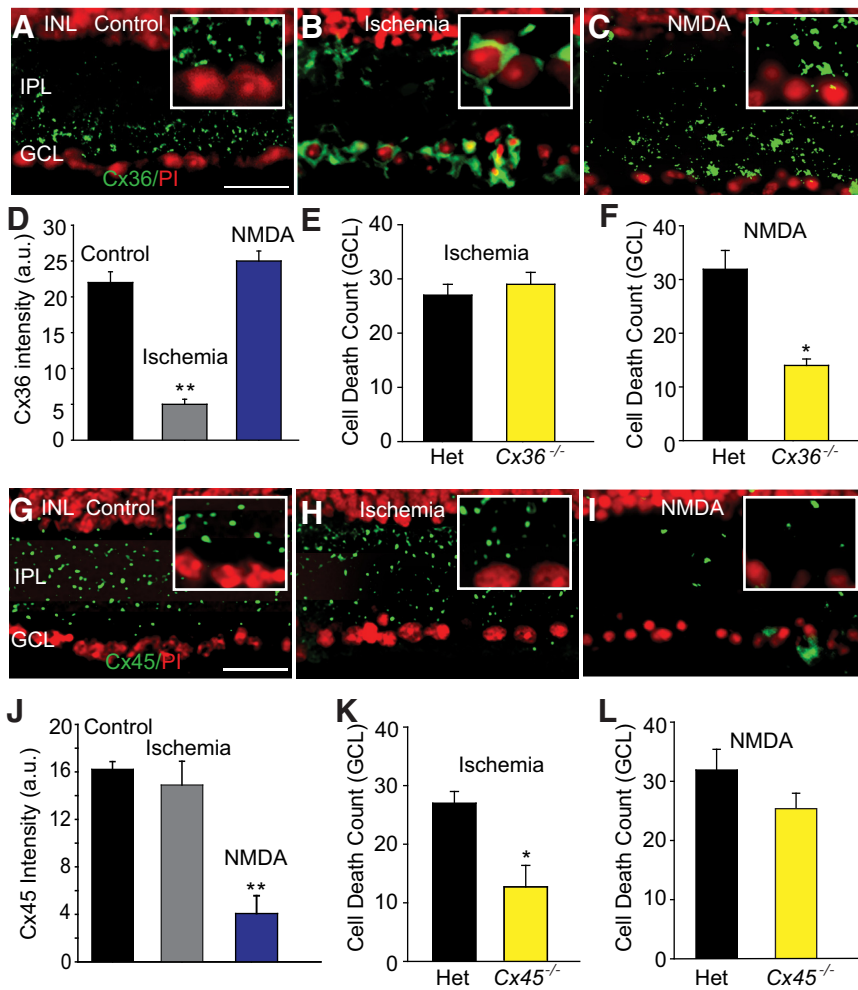 A INL Control
IPL
GCL
Cx36/PI
B Ischemia
C NMDA
D
Cx36 intensity (a.u.)
30
25
20
15
10
5
0
Control
Ischemia
**
NMDA
E
Cell Death Count (GCL)
40
30
20
10
0
Ischemia
Het Cx36-/-
F
Cell Death Count (GCL)
40
30
20
10
0
NMDA
*
Het Cx36-/-
G INL Control
IPL
GCL
Cx45/PI
H Ischemia
I NMDA
J
Cx45 Intensity (a.u.)
20
16
12
8
4
0
Control
Ischemia
NMDA
**
K
Cell Death Count (GCL)
40
30
20
10
0
Ischemia
*
Het Cx45-/-
L
Cell Death Count (GCL)
40
30
20
10
0
NMDA
Het Cx45-/-